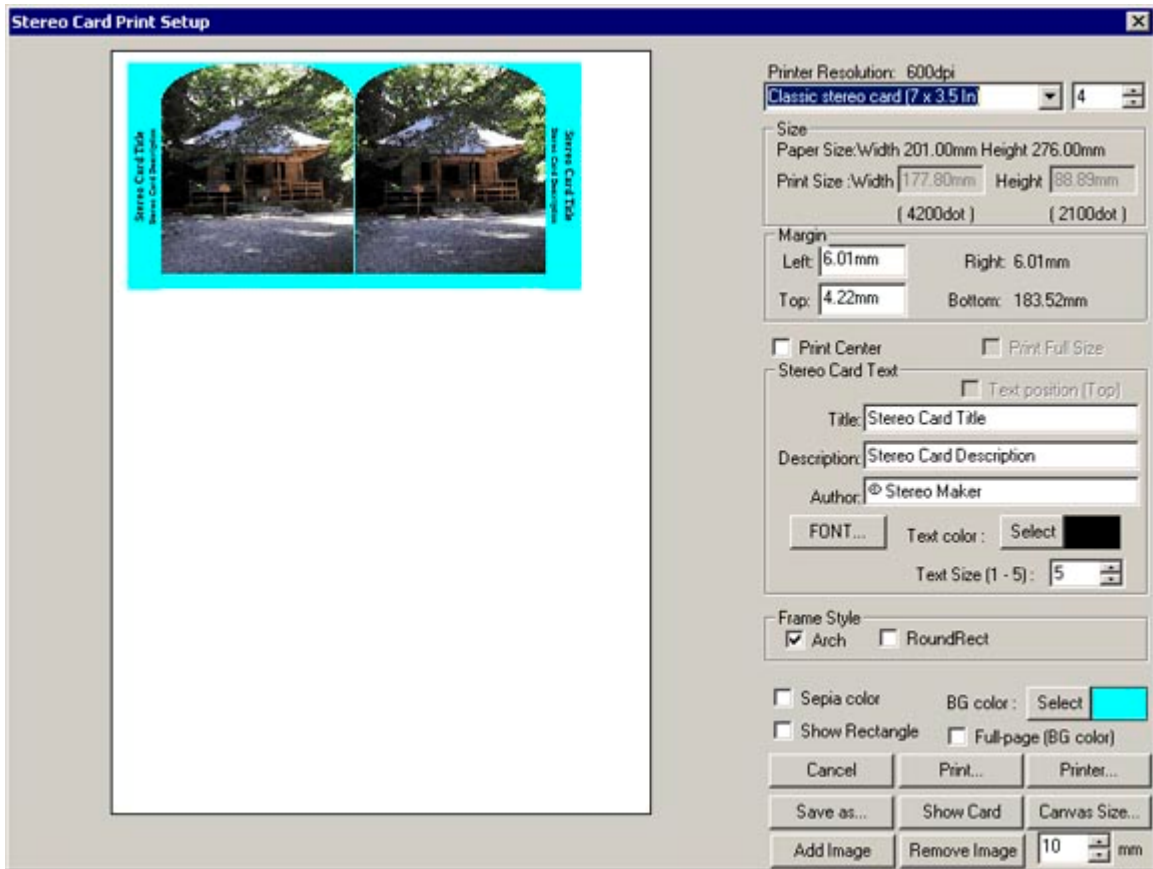 Stereo Card Print Setup
Stereo Card Title
Stereo Card Description
Stereo Card Title
Stereo Card Description
Printer Resolution: 600dpi
Classic stereo card (7 x 3.5 In
4
Size
Paper Size:Width 201.00mm Height 276.00mm
Print Size :Width 177.80mm Height 88.89mm
( 4200dot ) ( 2100dot )
Margin
Left: 6.01mm Right: 6.01mm
Top: 4.22mm Bottom: 183.52mm
Print Center Print Full Size
Stereo Card Text
Text position (Top)
Title: Stereo Card Title
Description: Stereo Card Description
Author: © Stereo Maker
FONT... Text color : Select
Text Size (1 - 5) : 5
Frame Style
Arch RoundRect
Sepia color BG color : Select
Show Rectangle Full-page (BG color)
Cancel Print... Printer...
Save as... Show Card Canvas Size...
Add Image Remove Image 10 mm